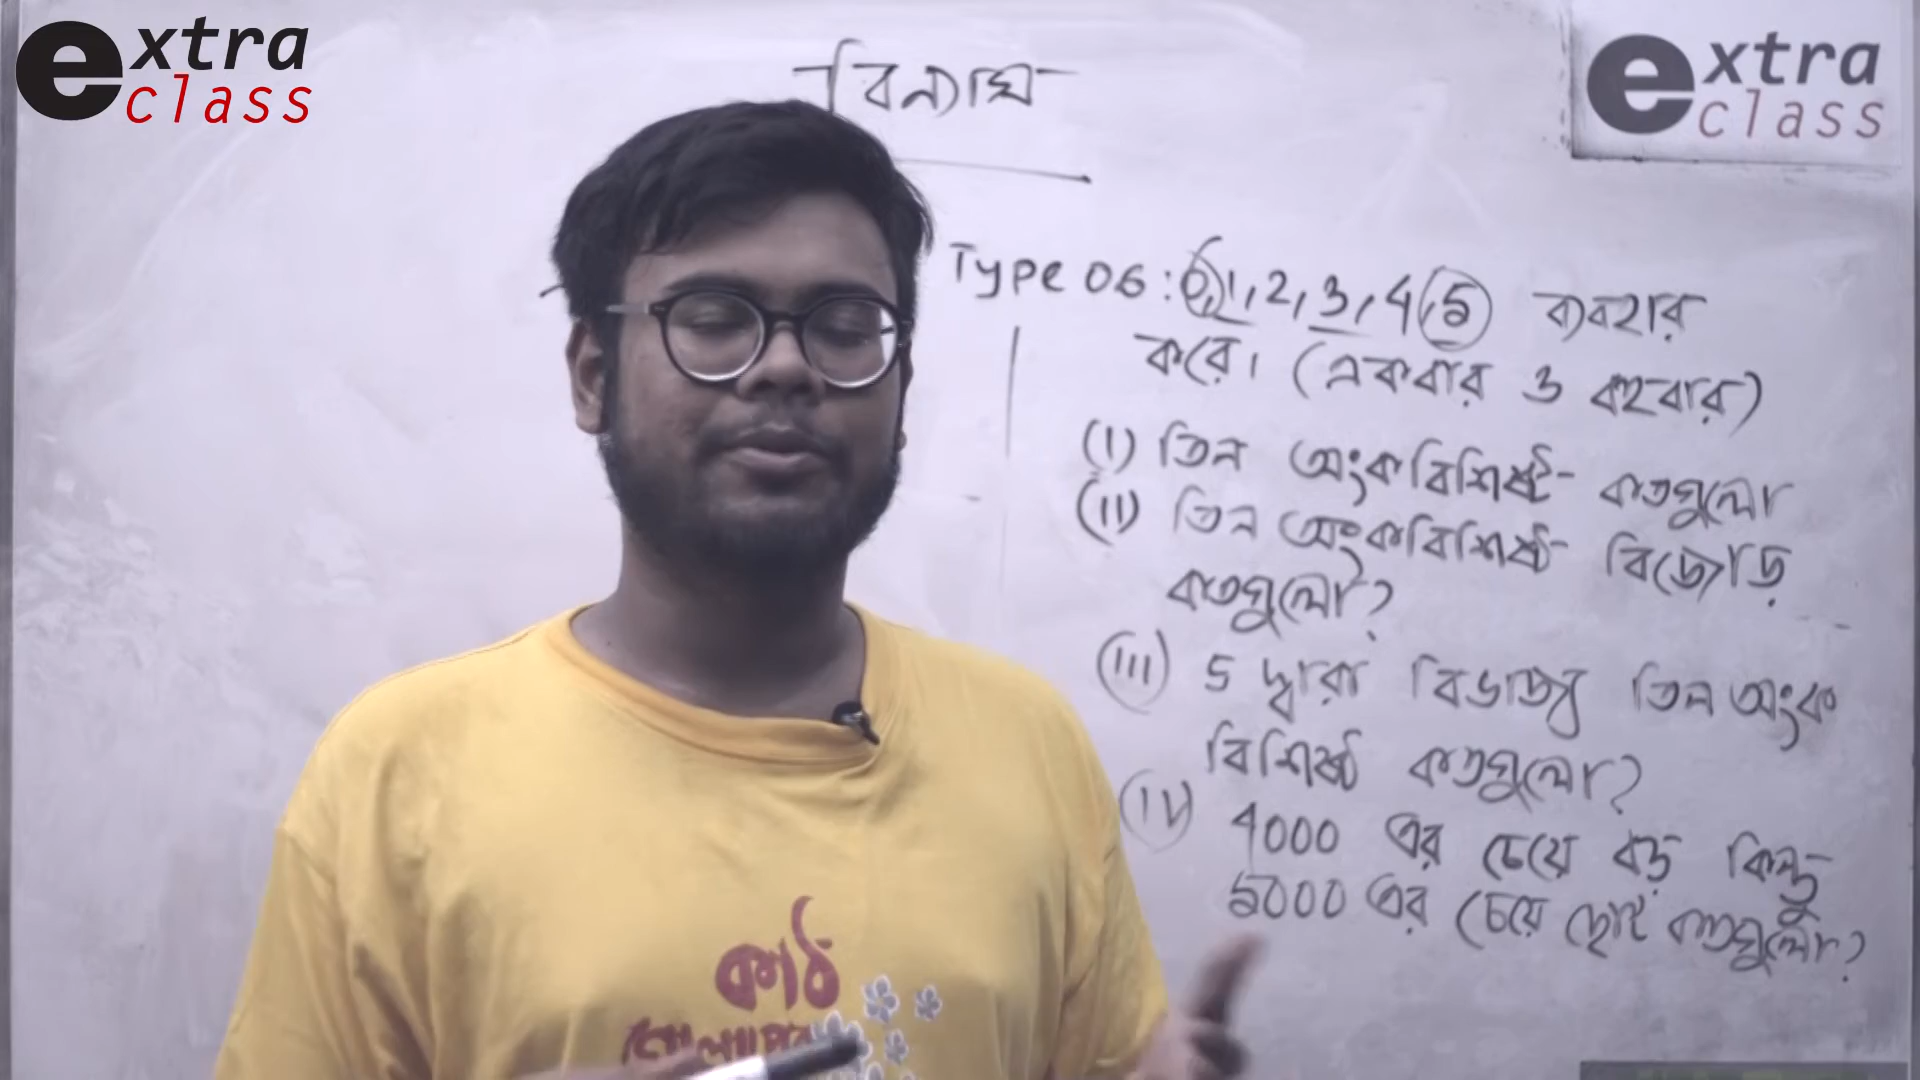 extra
class
extra
class
বিন্যাস
Type 06: 0, 1, 2, 3, 4, 5 ব্যবহার
করে। (একবার ও বহুবার)
(i) তিন অংকবিশিষ্ট কতগুলো
(ii) তিন অংকবিশিষ্ট বিজোড়
কতগুলো?
(iii) 5 দ্বারা বিভাজ্য তিন অংক
বিশিষ্ট কতগুলো?
(iv) 4000 এর চেয়ে বড় কিন্তু
5000 এর চেয়ে ছোট কতগুলো?
কাঠ
গোলাপের